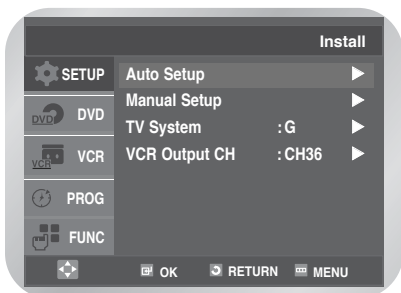 Install
SETUP
Auto Setup
Manual Setup
DVD DVD
TV System :G
VCR VCR
VCR Output CH :CH36
PROG
FUNC
OK RETURN MENU